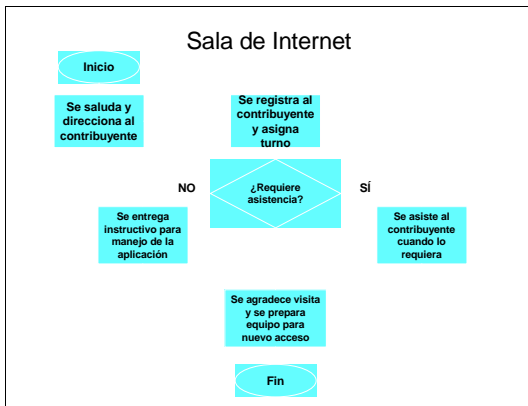 Sala de Internet
Inicio
Se saluda y
direcciona al
contribuyente
Se registra al
contribuyente
y asigna
turno
¿Requiere
asistencia?
NO
SÍ
Se entrega
instructivo para
manejo de la
aplicación
Se asiste al
contribuyente
cuando lo
requiera
Se agradece visita
y se prepara
equipo para
nuevo acceso
Fin